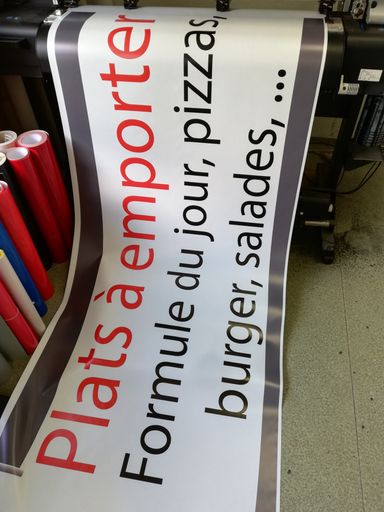 Plats à emporter
Formule du jour, pizzas,
burger, salades, ...